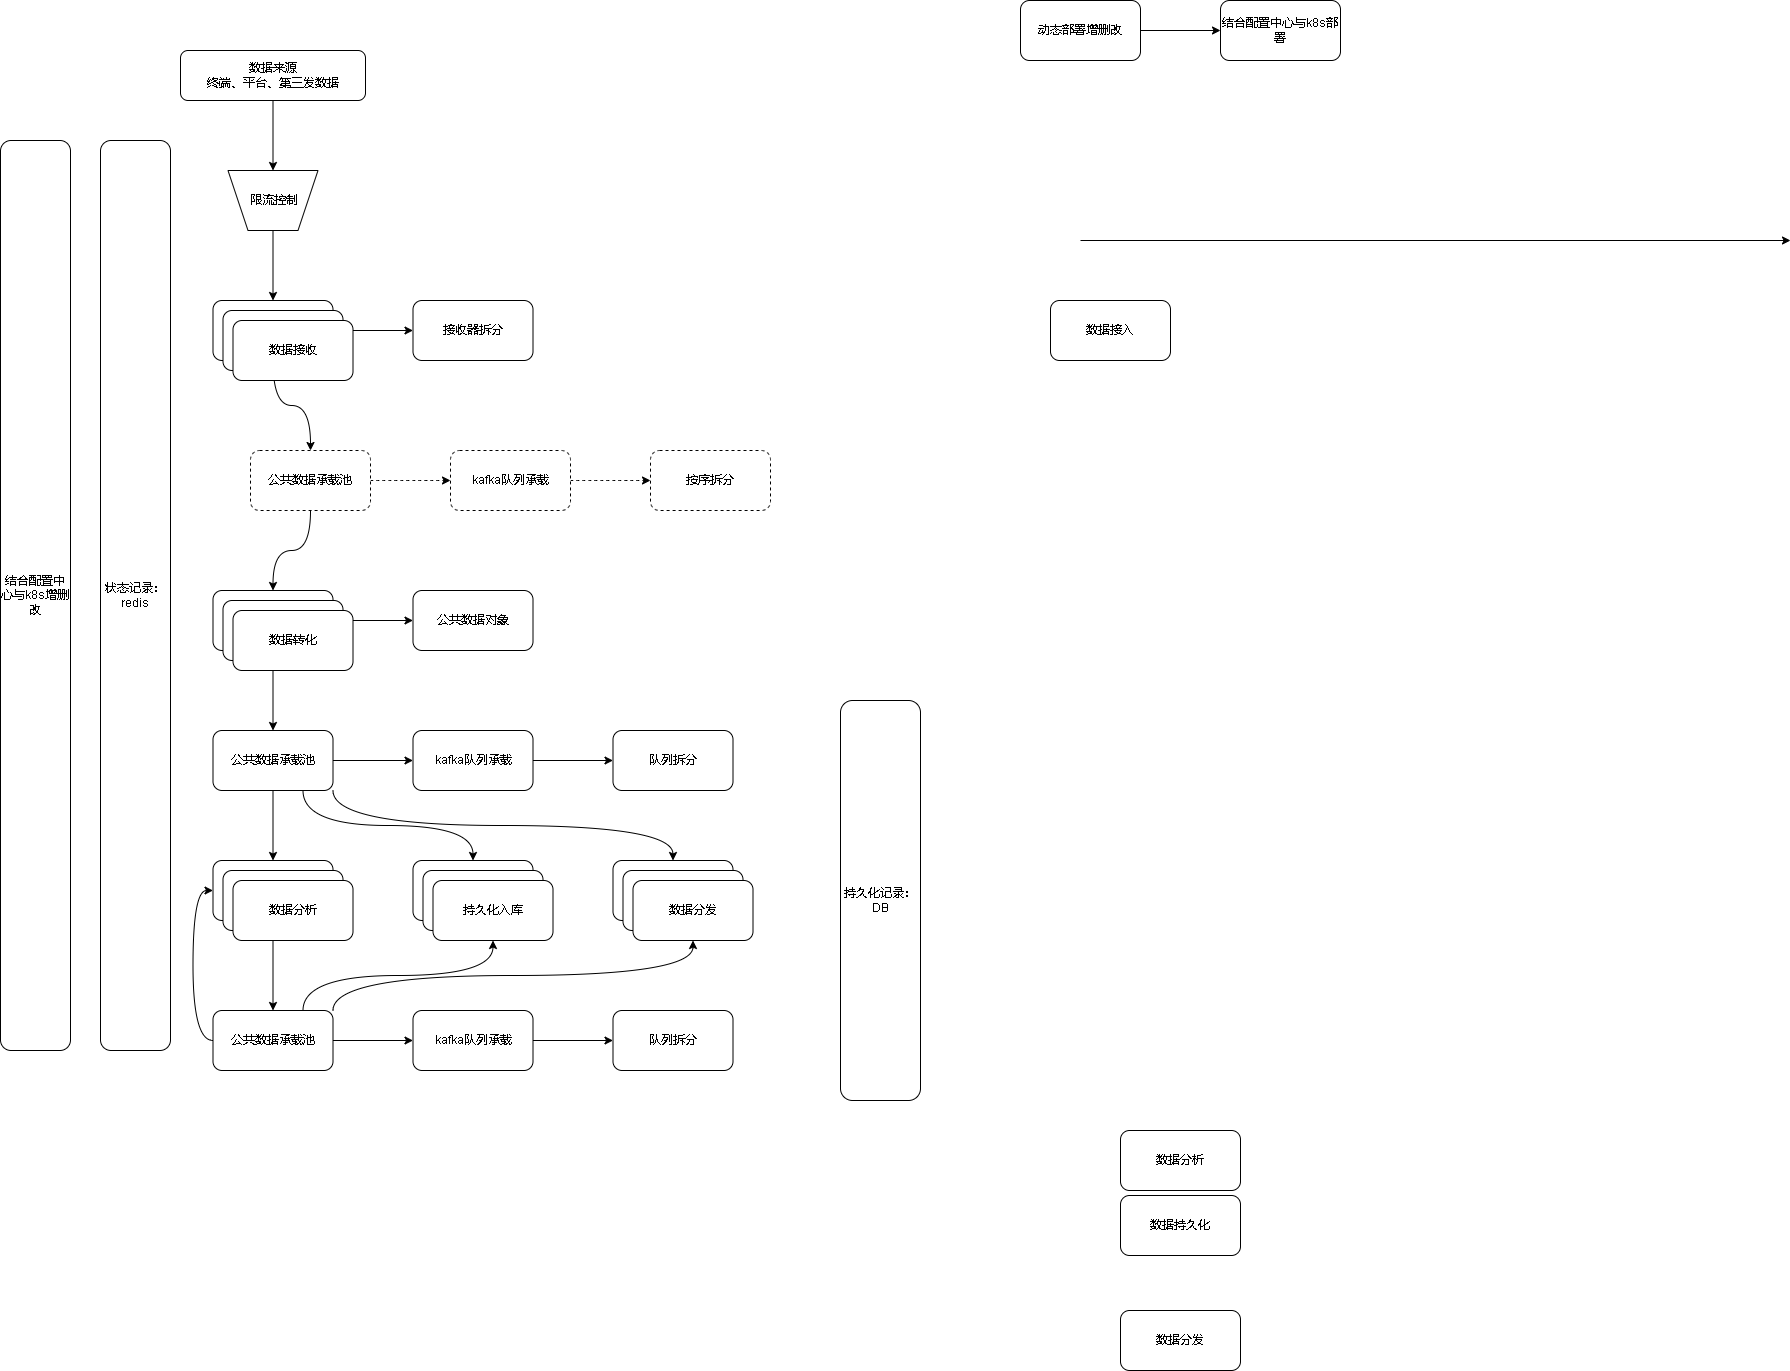 动态部署增删改
结合配置中心与k8s部
署
数据来源
终端、平台、第三发数据
限流控制
数据接收
接收器拆分
数据接入
公共数据承载池
kafka队列承载
按序拆分
结合配置中
心与k8s增删
改
状态记录：
redis
数据转化
公共数据对象
公共数据承载池
kafka队列承载
队列拆分
数据分析
持久化入库
数据分发
持久化记录：
DB
公共数据承载池
kafka队列承载
队列拆分
数据分析
数据持久化
数据分发